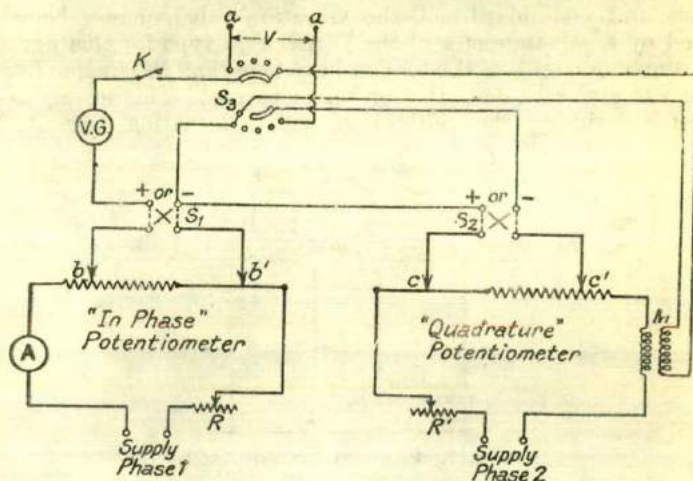 a a
V
K
S3
V.G.
+ or -
S1
+ or -
S2
b b'
c c'
"In Phase"
Potentiometer
"Quadrature"
Potentiometer
A
M
R
R'
Supply
Phase 1
Supply
Phase 2